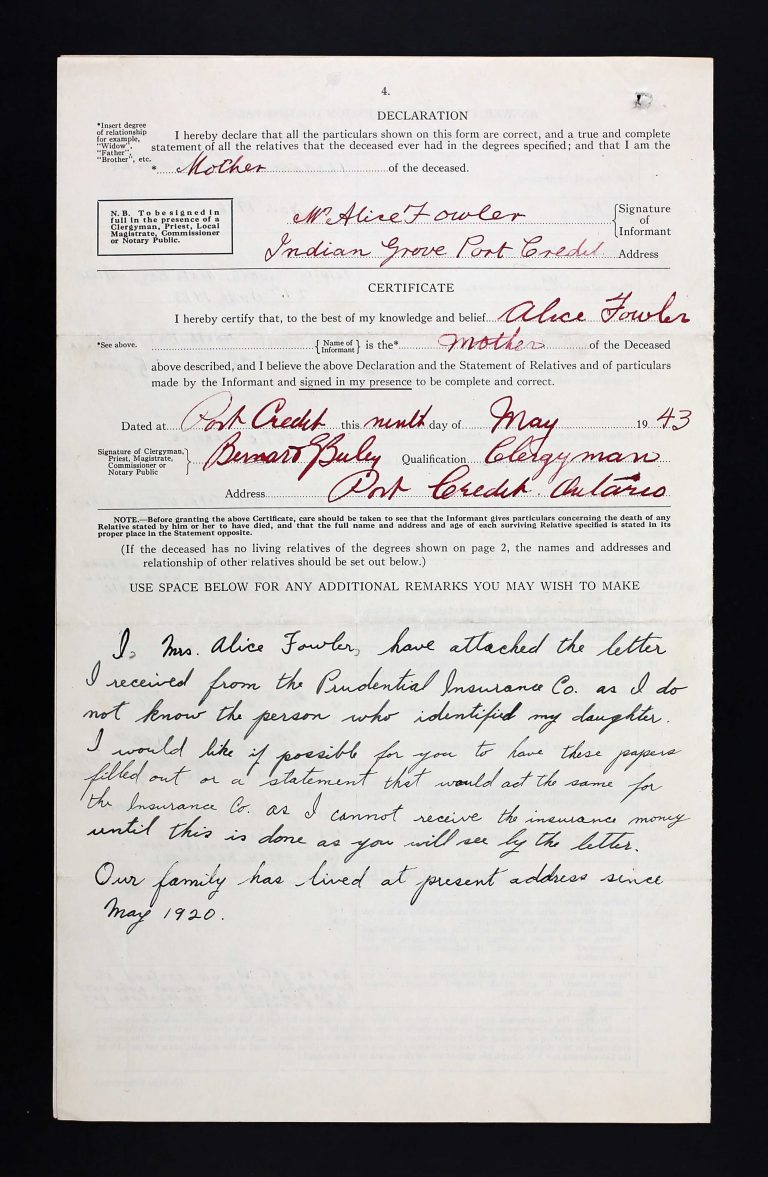 4.
DECLARATION
*Insert degree
of relationship
for example,
"Widow",
"Father",
"Brother", etc.
I hereby declare that all the particulars shown on this form are correct, and a true and complete
statement of all the relatives that the deceased ever had in the degrees specified; and that I am the
* Mother of the deceased.
N.B. To be signed in
full in the presence of a
Clergyman, Priest, Local
Magistrate, Commissioner
or Notary Public.
Mrs Alice Fowler
Signature
of
Informant
Indian Grove Port Credit Address
CERTIFICATE
I hereby certify that, to the best of my knowledge and belief Alice Fowler
*See above.
{Name of Informant} is the* Mother of the Deceased
above described, and I believe the above Declaration and the Statement of Relatives and of particulars
made by the Informant and signed in my presence to be complete and correct.
Dated at Port Credit this ninth day of May 1943
Signature of Clergyman,
Priest, Magistrate,
Commissioner or
Notary Public
Bernard Buley Qualification Clergyman
Address Port Credit. Ontario
NOTE.—Before granting the above Certificate, care should be taken to see that the Informant gives particulars concerning the death of any
Relative stated by him or her to have died, and that the full name and address and age of each surviving Relative specified is stated in its
proper place in the Statement opposite.
(If the deceased has no living relatives of the degrees shown on page 2, the names and addresses and
relationship of other relatives should be set out below.)
USE SPACE BELOW FOR ANY ADDITIONAL REMARKS YOU MAY WISH TO MAKE
I, Mrs. Alice Fowler, have attached the letter
I received from the Prudential Insurance Co. as I do
not know the person who identified my daughter.
I would like if possible for you to have these papers
filled out or a statement that would act the same for
the Insurance Co. as I cannot receive the insurance money
until this is done as you will see by the letter.
Our family has lived at present address since
May 1920.